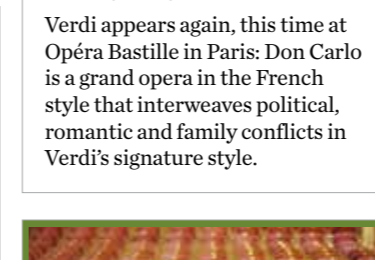 Verdi appears again, this time at
Opéra Bastille in Paris: Don Carlo
is a grand opera in the French
style that interweaves political,
romantic and family conflicts in
Verdi’s signature style.